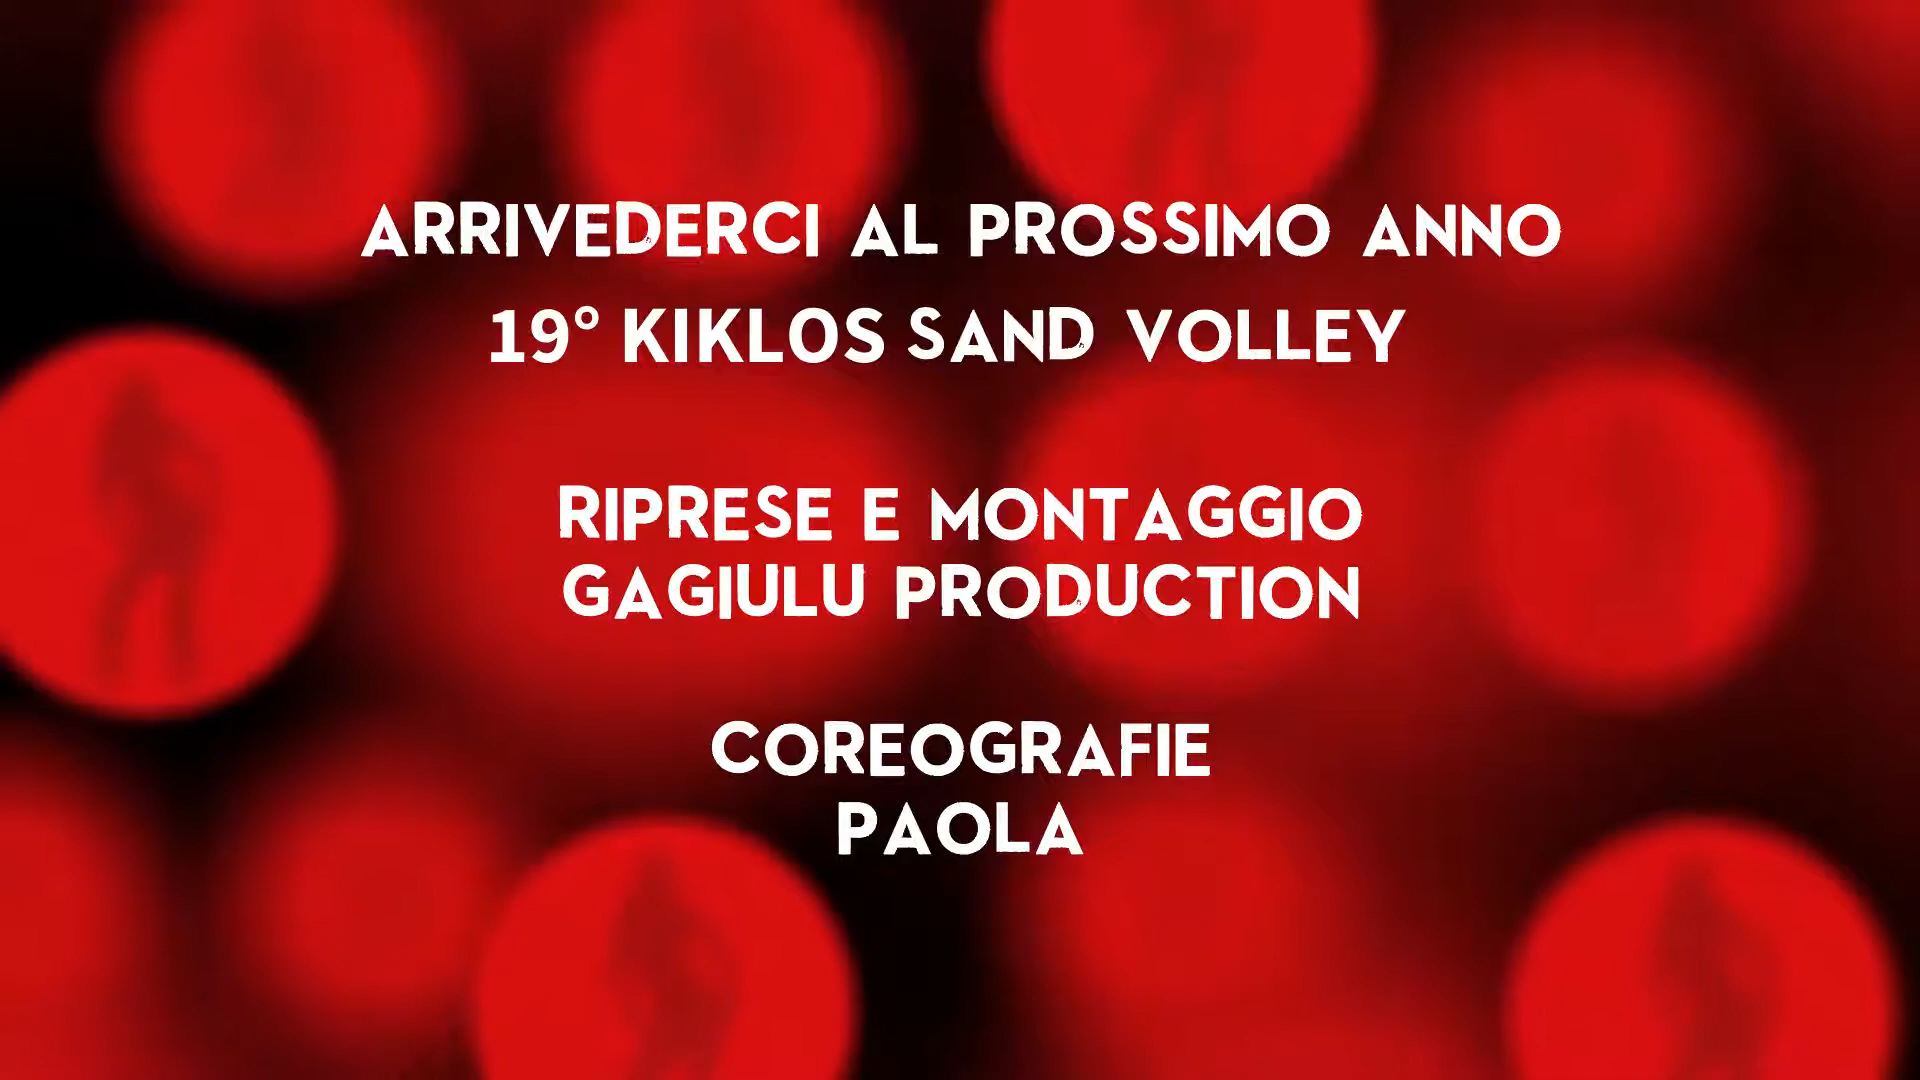 ARRIVEDERCI AL PROSSIMO ANNO
19° KIKLOS SAND VOLLEY
RIPRESE E MONTAGGIO
GAGIULU PRODUCTION
COREOGRAFIE
PAOLA